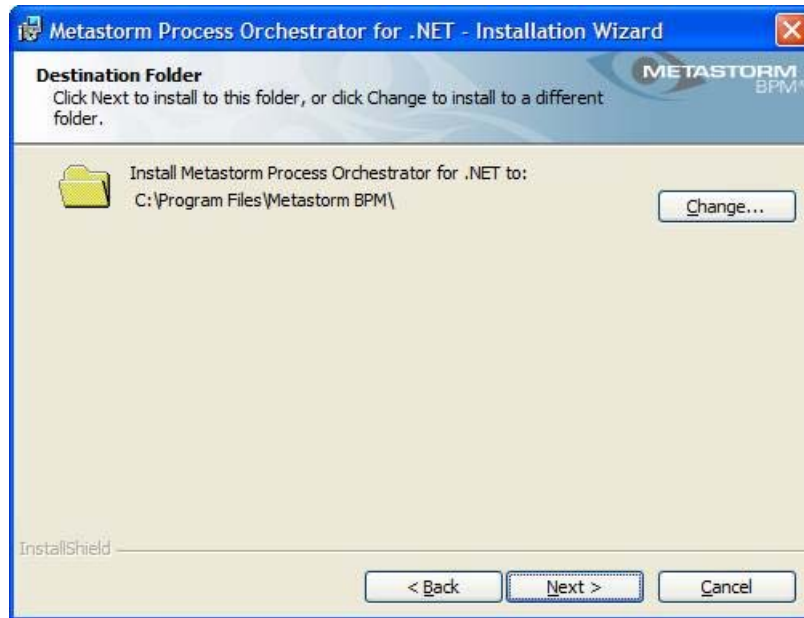 Metastorm Process Orchestrator for .NET - Installation Wizard
Destination Folder
Click Next to install to this folder, or click Change to install to a different
folder.
METASTORM
BPM
Install Metastorm Process Orchestrator for .NET to:
C:\Program Files\Metastorm BPM\
Change...
InstallShield
< Back
Next >
Cancel